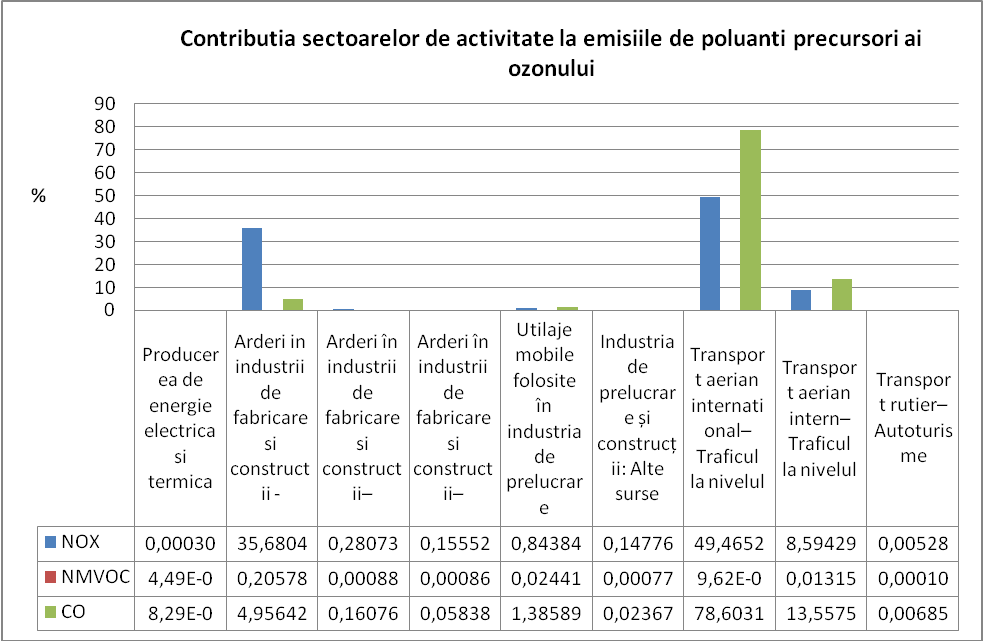 Contributia sectoarelor de activitate la emisiile de poluanti precursori ai
ozonului
90
80
70
60
50
40
30
20
10
0
%
Producer
ea de
energie
electrica
si
termica
Arderi in
industrii
de
fabricare
si
construct
ii -
Arderi în
industrii
de
fabricare
si
construct
ii–
Arderi în
industrii
de
fabricare
si
construct
ii–
Utilaje
mobile
folosite
în
industria
de
prelucrar
e
Industria
de
prelucrar
e și
construcț
ii: Alte
surse
Transpor
t aerian
internati
onal–
Traficul
la nivelul
Transpor
t aerian
intern–
Traficul
la nivelul
Transpor
t rutier–
Autoturis
me
NOX 0,00030 35,6804 0,28073 0,15552 0,84384 0,14776 49,4652 8,59429 0,00528
NMVOC 4,49E-0 0,20578 0,00088 0,00086 0,02441 0,00077 9,62E-0 0,01315 0,00010
CO 8,29E-0 4,95642 0,16076 0,05838 1,38589 0,02367 78,6031 13,5575 0,00685